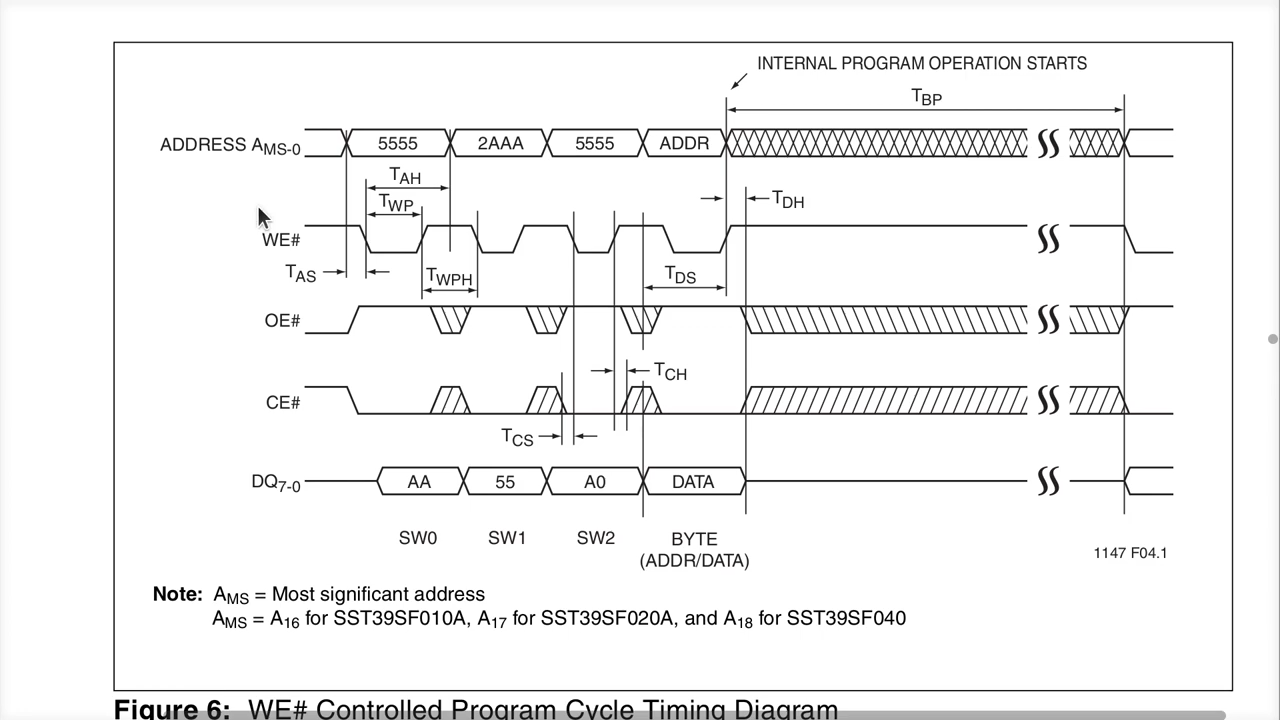 INTERNAL PROGRAM OPERATION STARTS
TBP
ADDRESS AMS-0 5555 2AAA 5555 ADDR
TAH
TWP
TDH
WE#
TAS
TWPH
TDS
OE#
TCH
CE#
TCS
DQ7-0 AA 55 A0 DATA
SW0 SW1 SW2 BYTE
(ADDR/DATA)
1147 F04.1
Note: AMS = Most significant address
AMS = A16 for SST39SF010A, A17 for SST39SF020A, and A18 for SST39SF040
Figure 6: WE# Controlled Program Cycle Timing Diagram